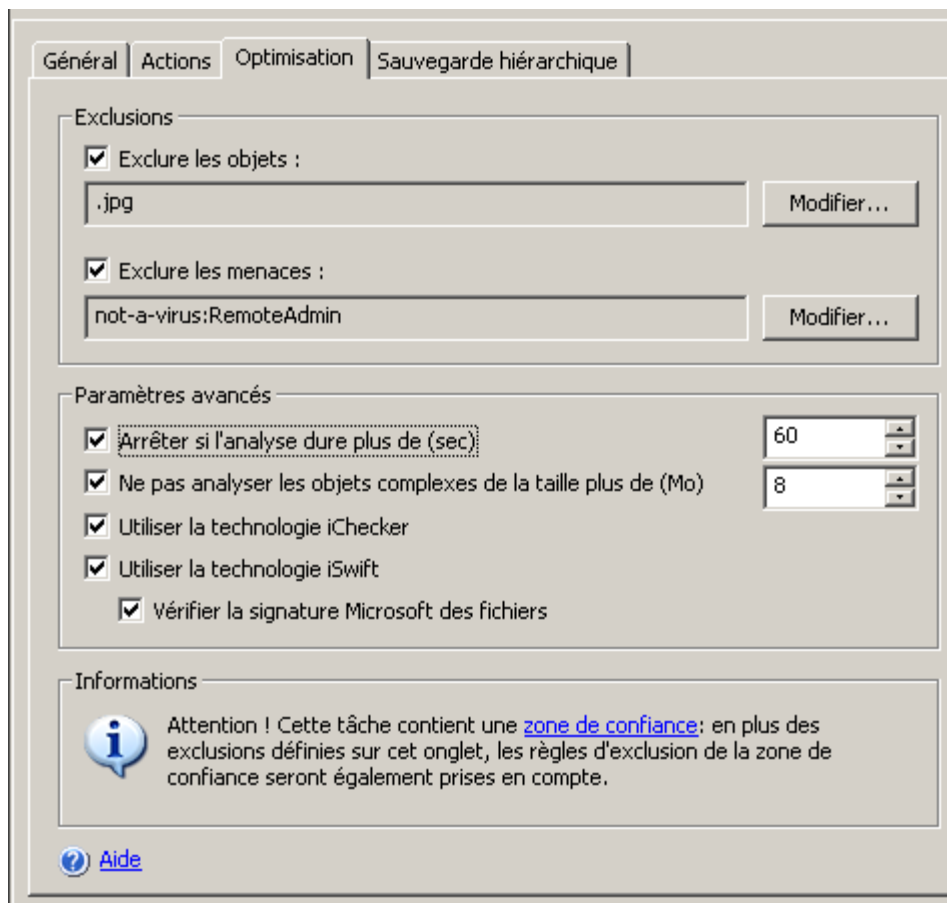 Général Actions Optimisation Sauvegarde hiérarchique
Exclusions
Exclure les objets :
.jpg Modifier...
Exclure les menaces :
not-a-virus:RemoteAdmin Modifier...
Paramètres avancés
Arrêter si l'analyse dure plus de (sec) 60
Ne pas analyser les objets complexes de la taille plus de (Mo) 8
Utiliser la technologie iChecker
Utiliser la technologie iSwift
Vérifier la signature Microsoft des fichiers
Informations
Attention ! Cette tâche contient une zone de confiance: en plus des
exclusions définies sur cet onglet, les règles d'exclusion de la zone de
confiance seront également prises en compte.
Aide